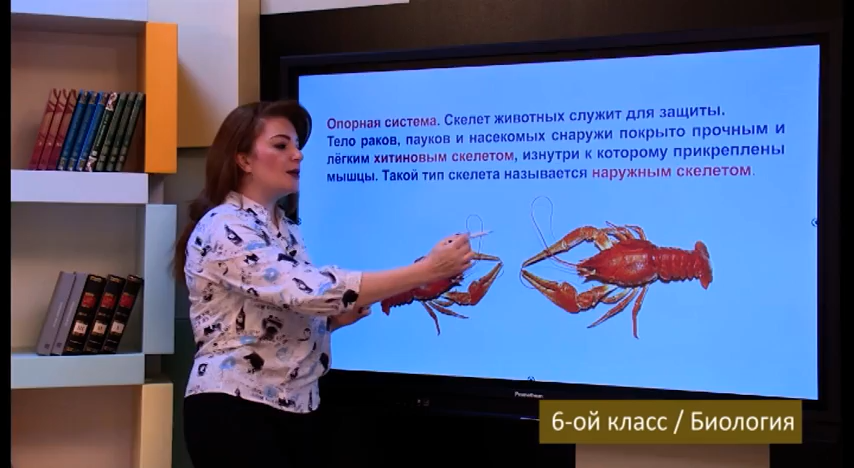 Опорная система. Скелет животных служит для защиты.
Тело раков, пауков и насекомых снаружи покрыто прочным и
лёгким хитиновым скелетом, изнутри к которому прикреплены
мышцы. Такой тип скелета называется наружным скелетом.
Promethean
6-ой класс / Биология